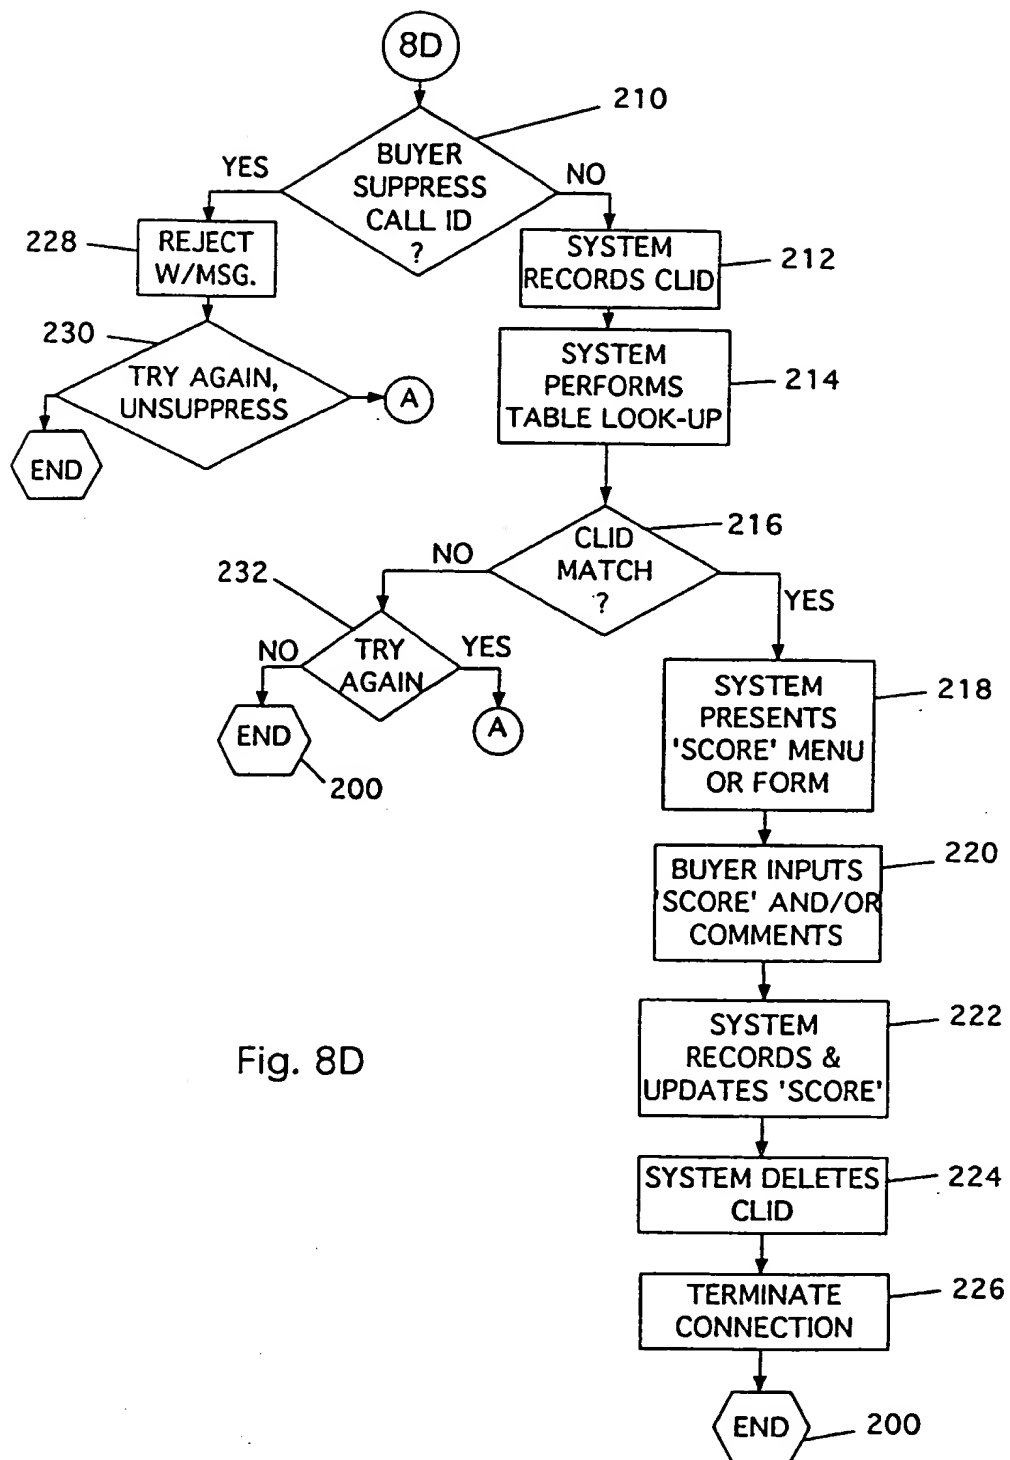 8D
210
BUYER
SUPPRESS
CALL ID
?
YES
NO
228
REJECT
W/MSG.
SYSTEM
RECORDS CLID
212
230
TRY AGAIN,
UNSUPPRESS
A
END
SYSTEM
PERFORMS
TABLE LOOK-UP
214
CLID
MATCH
?
216
NO
YES
232
TRY
AGAIN
NO
YES
END
200
A
SYSTEM
PRESENTS
'SCORE' MENU
OR FORM
218
BUYER INPUTS
'SCORE' AND/OR
COMMENTS
220
SYSTEM
RECORDS &
UPDATES 'SCORE'
222
Fig. 8D
SYSTEM DELETES
CLID
224
TERMINATE
CONNECTION
226
END
200